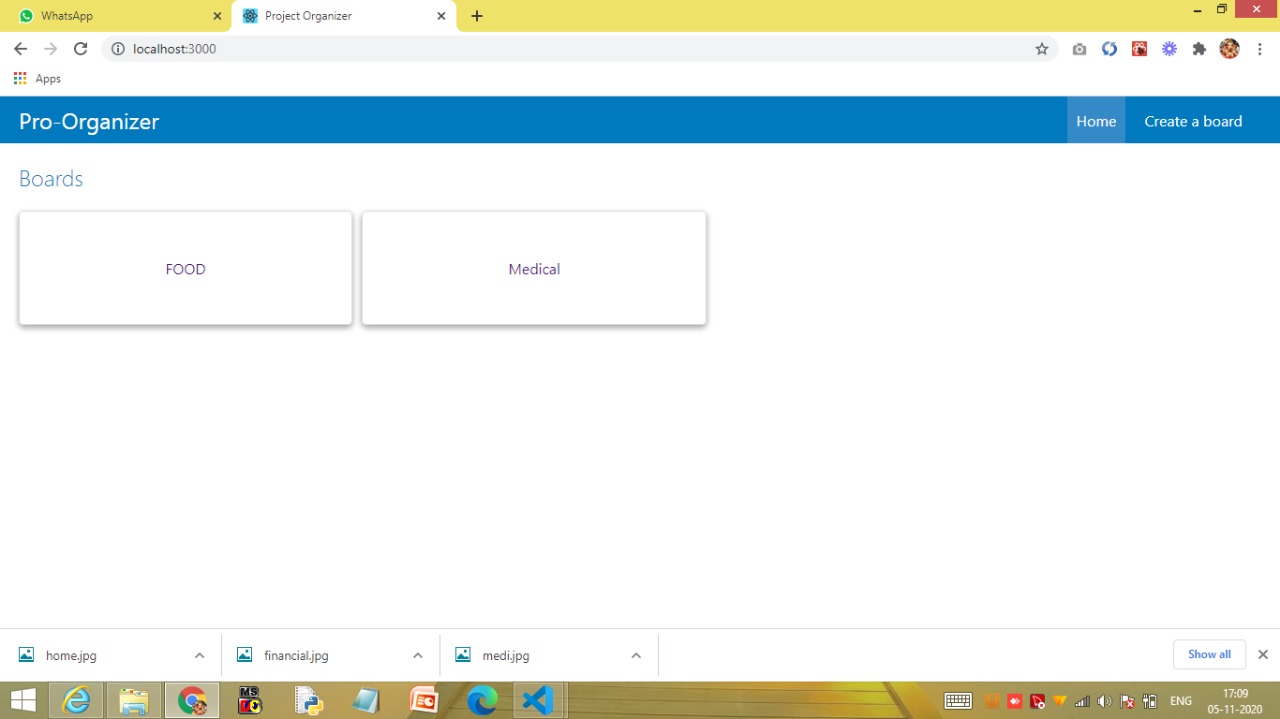 WhatsApp
Project Organizer
localhost:3000
Apps
Pro-Organizer
Home
Create a board
Boards
FOOD
Medical
home.jpg
financial.jpg
medi.jpg
Show all
MS
ENG
17:09
05-11-2020